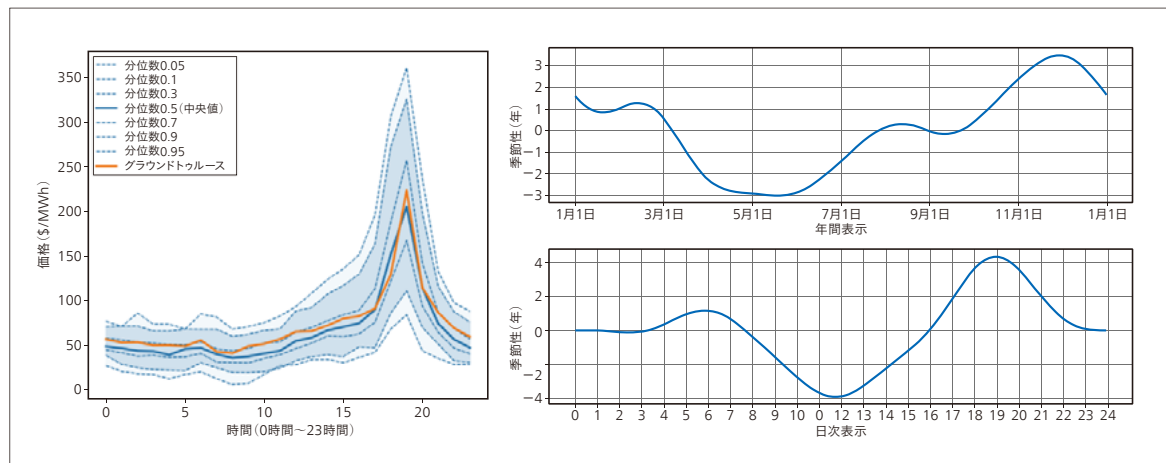 350
300
250
200
150
100
50
0
価格($/MWh)
分位数0.05
分位数0.1
分位数0.3
分位数0.5(中央値)
分位数0.7
分位数0.9
分位数0.95
グラウンドトゥルース
0 5 10 15 20
時間(0時間~23時間)
3
2
1
0
−1
−2
−3
季節性(年)
1月1日 3月1日 5月1日 7月1日 9月1日 11月1日 1月1日
年間表示
4
2
0
−2
−4
季節性(年)
0 1 2 3 4 5 6 7 8 9 10 0 12 13 14 15 16 17 18 19 20 21 22 23 24
日次表示